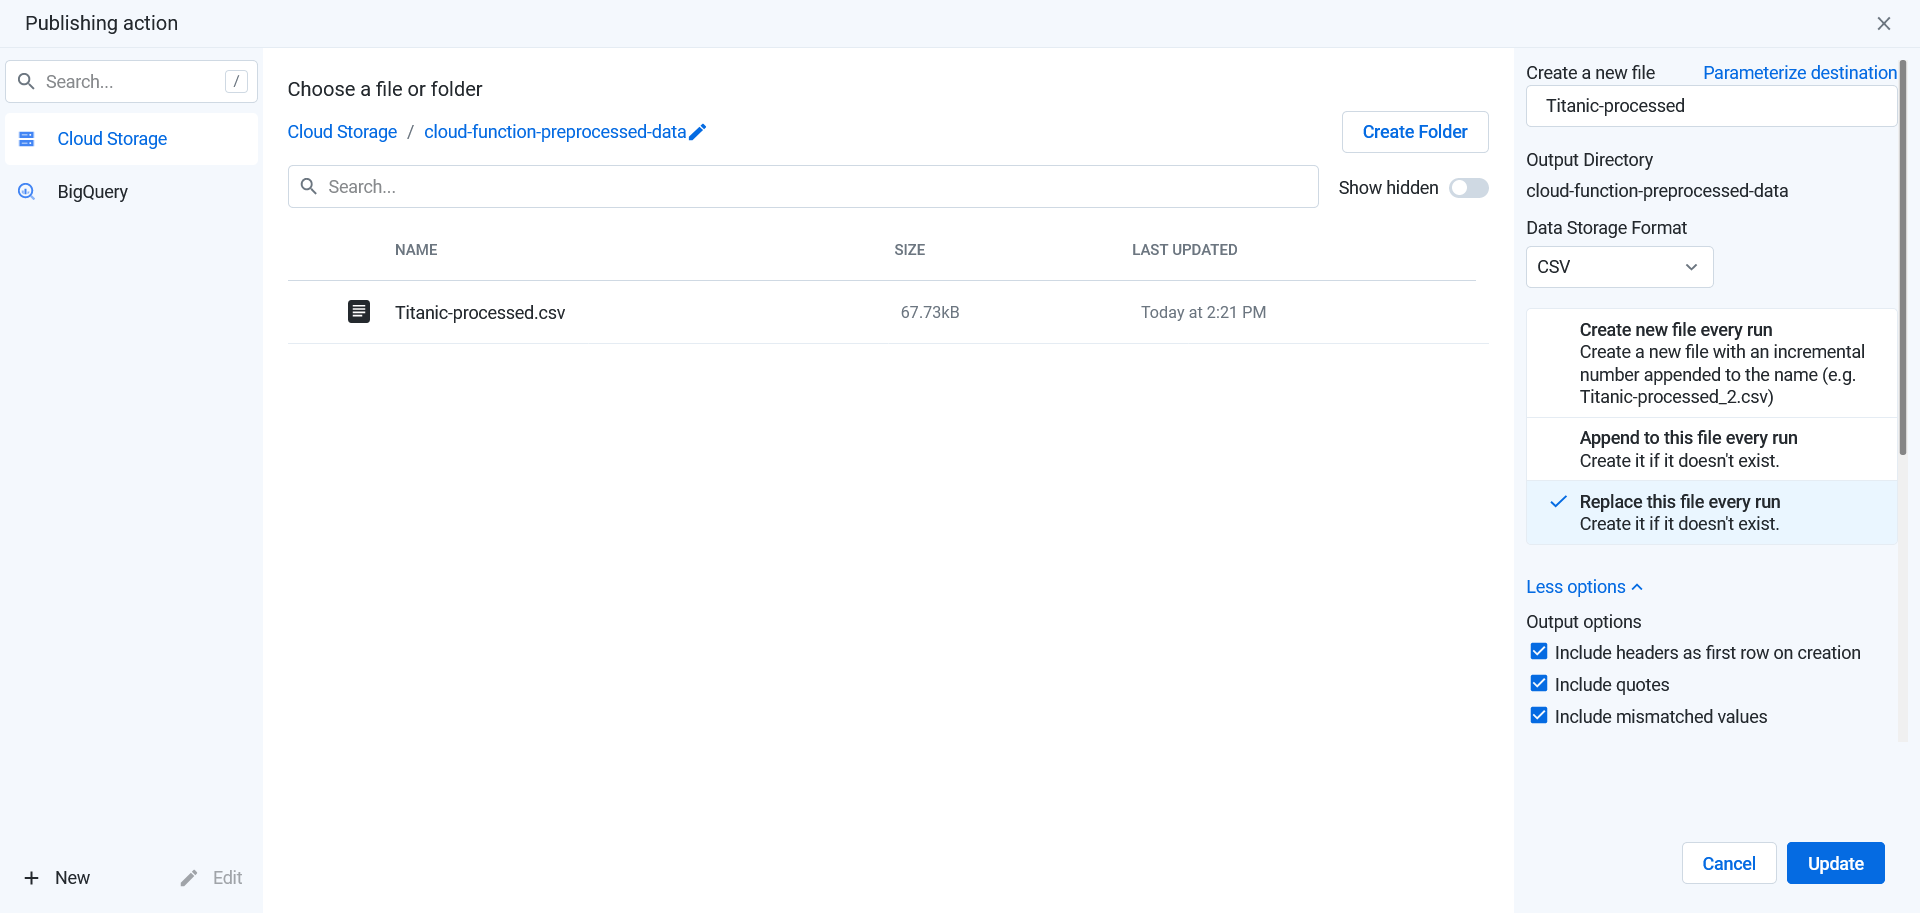 Publishing action
Search...
/
Cloud Storage
BigQuery
New
Edit
Choose a file or folder
Cloud Storage / cloud-function-preprocessed-data
Create Folder
Search...
Show hidden
NAME SIZE LAST UPDATED
Titanic-processed.csv 67.73kB Today at 2:21 PM
Create a new file Parameterize destination
Titanic-processed
Output Directory
cloud-function-preprocessed-data
Data Storage Format
CSV
Create new file every run
Create a new file with an incremental
number appended to the name (e.g.
Titanic-processed_2.csv)
Append to this file every run
Create it if it doesn't exist.
Replace this file every run
Create it if it doesn't exist.
Less options
Output options
Include headers as first row on creation
Include quotes
Include mismatched values
Cancel
Update